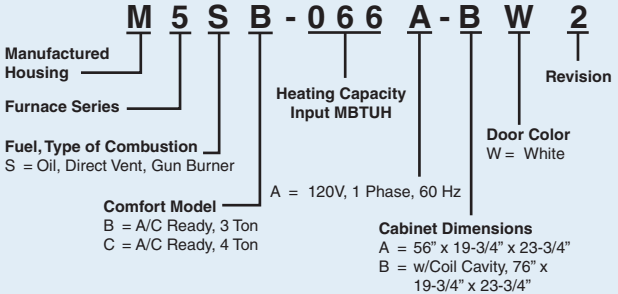 M 5 S B - 0 6 6 A - B W 2
Manufactured
Housing
Furnace Series
Fuel, Type of Combustion
S = Oil, Direct Vent, Gun Burner
Comfort Model
B = A/C Ready, 3 Ton
C = A/C Ready, 4 Ton
Heating Capacity
Input MBTUH
A = 120V, 1 Phase, 60 Hz
Cabinet Dimensions
A = 56” x 19-3/4” x 23-3/4”
B = w/Coil Cavity, 76” x
19-3/4” x 23-3/4”
Door Color
W = White
Revision